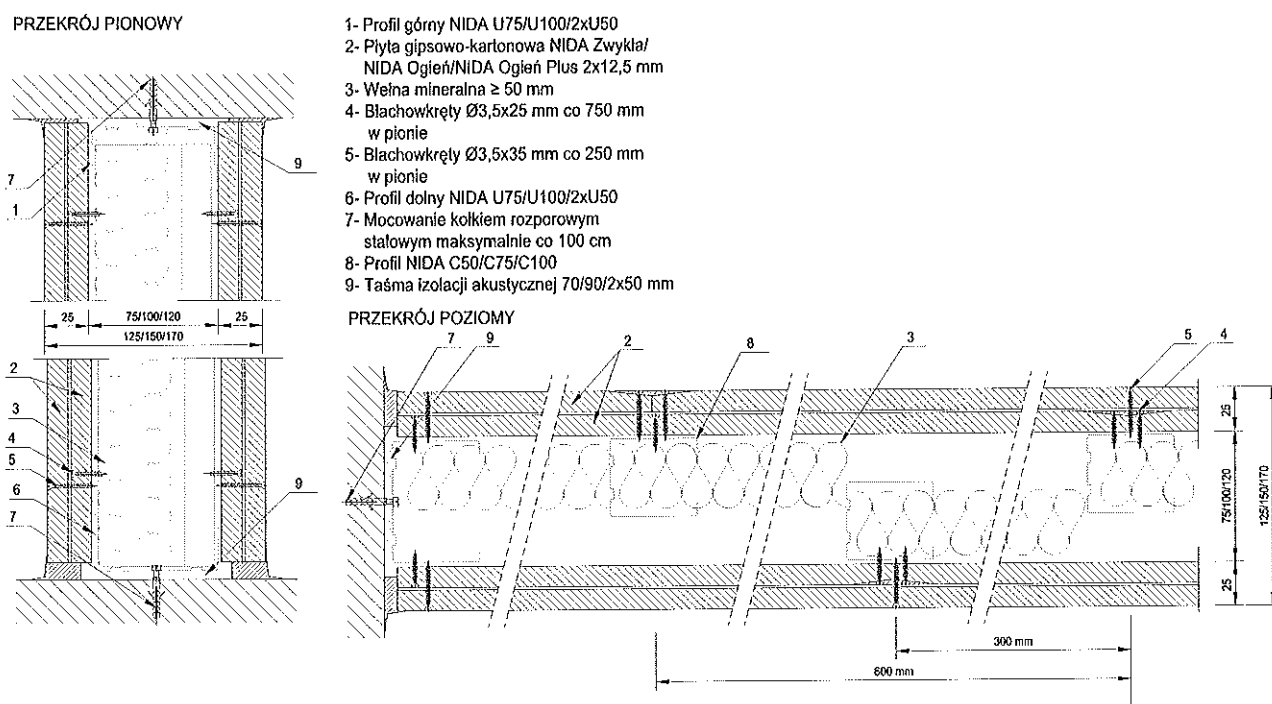 PRZEKRÓJ PIONOWY
1- Profil górny NIDA U75/U100/2xU50
2- Płyta gipsowo-kartonowa NIDA Zwykła/
NIDA Ogień/NIDA Ogień Plus 2x12,5 mm
3- Wełna mineralna ≥ 50 mm
4- Blachowkręty Ø3,5x25 mm co 750 mm
w pionie
5- Blachowkręty Ø3,5x35 mm co 250 mm
w pionie
6- Profil dolny NIDA U75/U100/2xU50
7- Mocowanie kołkiem rozporowym
stalowym maksymalnie co 100 cm
8- Profil NIDA C50/C75/C100
9- Taśma izolacji akustycznej 70/90/2x50 mm
7
1
9
25
75/100/120
25
125/150/170
2
3
4
5
6
7
9
PRZEKRÓJ POZIOMY
7
9
2
8
3
5
4
25
75/100/120
25
125/150/170
300 mm
600 mm